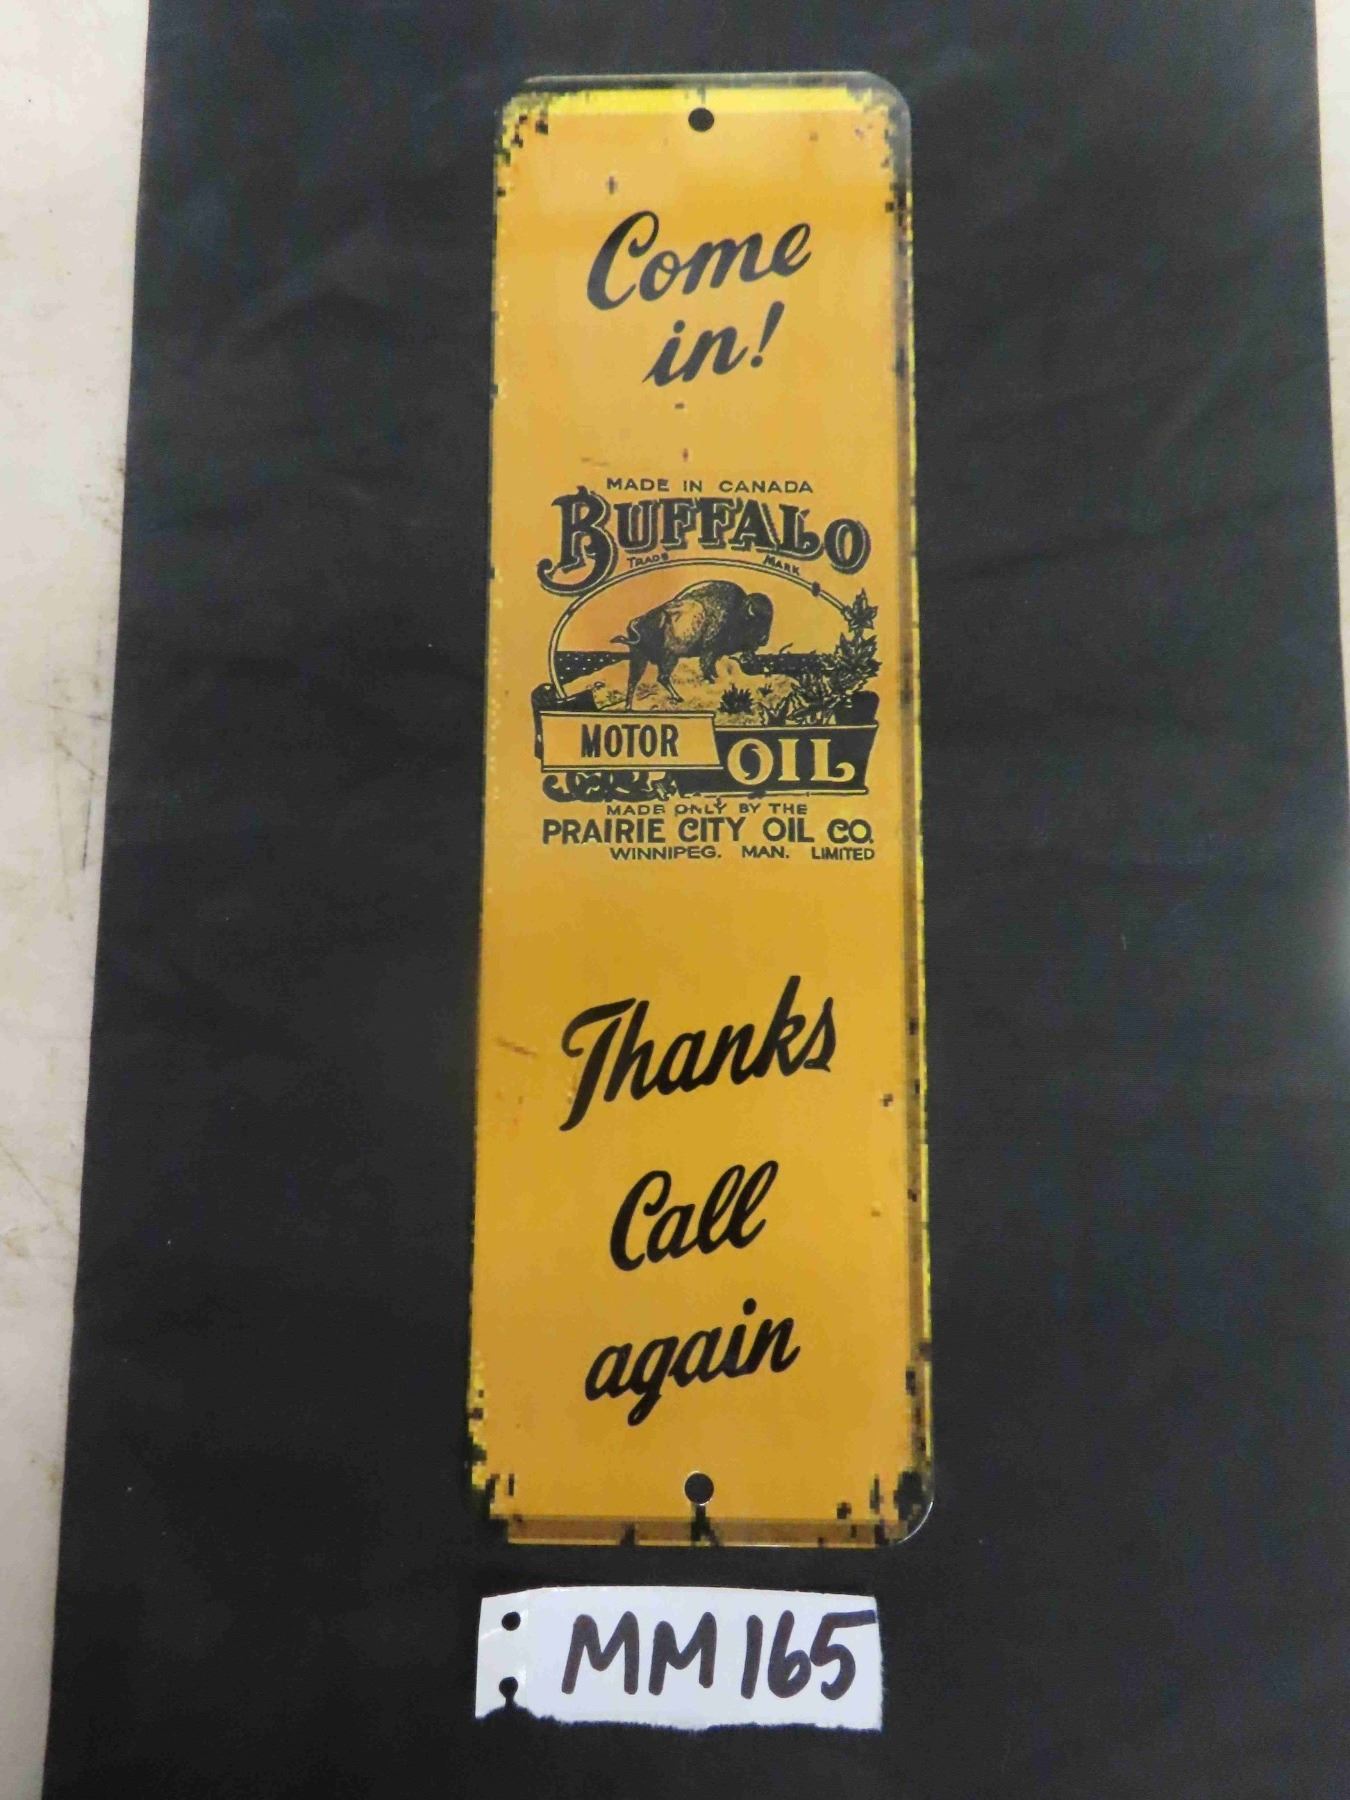 Come
in!
MADE IN CANADA
BUFFALO
TRADE MARK
MOTOR OIL
MADE ONLY BY THE
PRAIRIE CITY OIL CO.
WINNIPEG. MAN. LIMITED
Thanks
Call
again
MM165